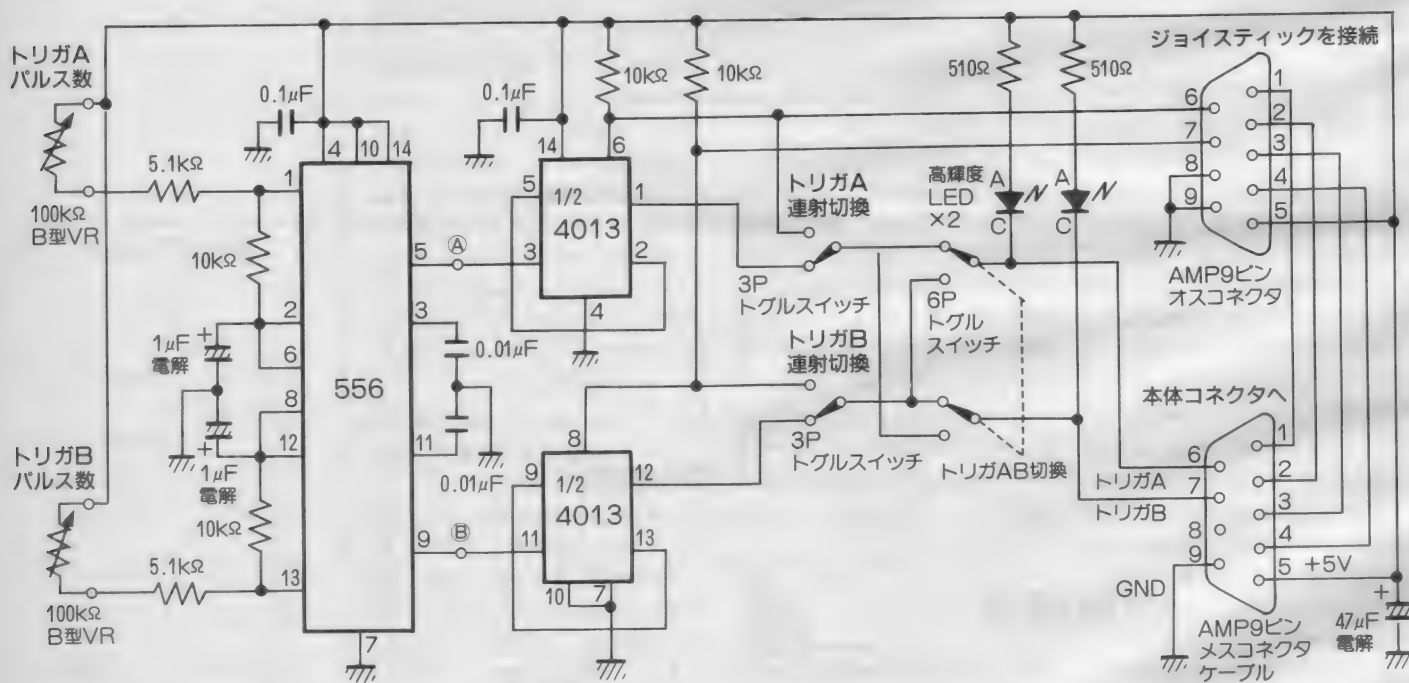 トリガA
パルス数
100kΩ
B型VR
5.1kΩ
10kΩ
1μF
電解
+
+
1μF
電解
トリガB
パルス数
10kΩ
5.1kΩ
100kΩ
B型VR
0.1μF
4
10
14
1
2
6
8
12
13
556
5
3
11
9
7
Ⓐ
Ⓑ
0.01μF
0.01μF
0.1μF
14
6
5
3
1/2
4013
1
2
4
8
9
11
1/2
4013
12
13
10
7
10kΩ
10kΩ
トリガA
連射切換
3P
トグルスイッチ
トリガB
連射切換
3P
トグルスイッチ
6P
トグル
スイッチ
トリガAB切換
高輝度
LED
×2
510Ω
510Ω
A
C
A
C
ジョイスティックを接続
6
7
8
9
1
2
3
4
5
AMP9ピン
オスコネクタ
本体コネクタへ
トリガA
トリガB
6
7
8
9
1
2
3
4
5
+5V
GND
AMP9ピン
メスコネクタ
ケーブル
+
47μF
電解